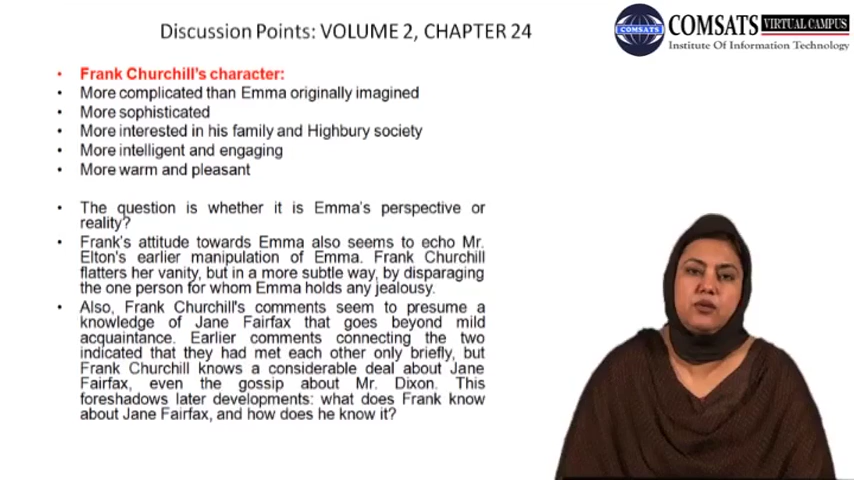 Discussion Points: VOLUME 2, CHAPTER 24
COMSATS
COMSATS VIRTUAL CAMPUS
Institute Of Information Technology
• Frank Churchill's character:
• More complicated than Emma originally imagined
• More sophisticated
• More interested in his family and Highbury society
• More intelligent and engaging
• More warm and pleasant
• The question is whether it is Emma's perspective or
reality?
• Frank's attitude towards Emma also seems to echo Mr.
Elton's earlier manipulation of Emma. Frank Churchill
flatters her vanity, but in a more subtle way, by disparaging
the one person for whom Emma holds any jealousy.
• Also, Frank Churchill's comments seem to presume a
knowledge of Jane Fairfax that goes beyond mild
acquaintance. Earlier comments connecting the two
indicated that they had met each other only briefly, but
Frank Churchill knows a considerable deal about Jane
Fairfax, even the gossip about Mr. Dixon. This
foreshadows later developments: what does Frank know
about Jane Fairfax, and how does he know it?